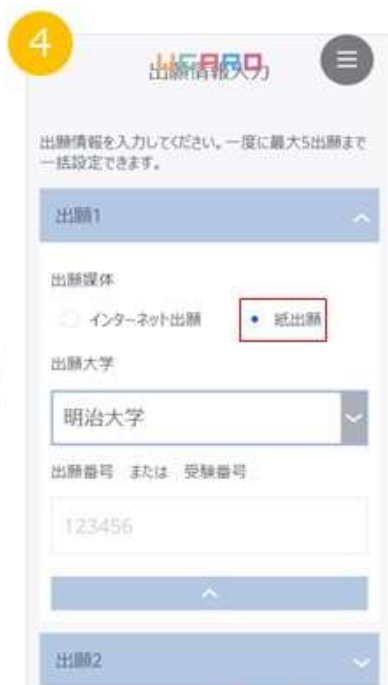 4
UCARO
出願情報入力
出願情報を入力してください。一度に最大5出願まで
一括設定できます。
出願1
出願媒体
インターネット出願 紙出願
出願大学
明治大学
出願番号 または 受験番号
123456
出願2